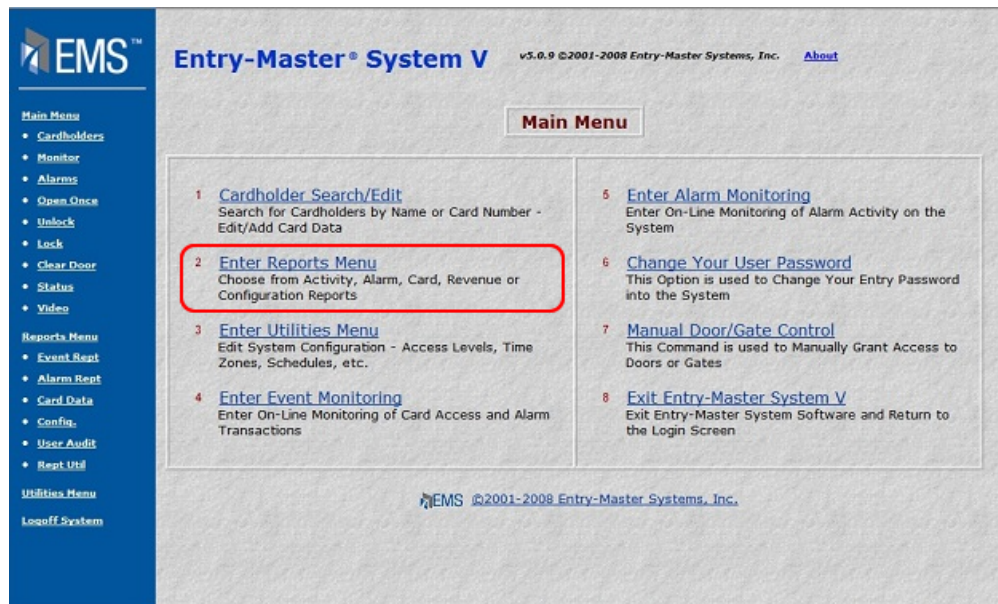 EMS™
Main Menu
• Cardholders
• Monitor
• Alarms
• Open Once
• Unlock
• Lock
• Clear Door
• Status
• Video
Reports Menu
• Event Rept
• Alarm Rept
• Card Data
• Config.
• User Audit
• Rept Util
Utilities Menu
Logoff System
Entry-Master® System V v5.0.9 ©2001-2008 Entry-Master Systems, Inc. About
Main Menu
1 Cardholder Search/Edit
Search for Cardholders by Name or Card Number -
Edit/Add Card Data
2 Enter Reports Menu
Choose from Activity, Alarm, Card, Revenue or
Configuration Reports
3 Enter Utilities Menu
Edit System Configuration - Access Levels, Time
Zones, Schedules, etc.
4 Enter Event Monitoring
Enter On-Line Monitoring of Card Access and Alarm
Transactions
5 Enter Alarm Monitoring
Enter On-Line Monitoring of Alarm Activity on the
System
6 Change Your User Password
This Option is used to Change Your Entry Password
into the System
7 Manual Door/Gate Control
This Command is used to Manually Grant Access to
Doors or Gates
8 Exit Entry-Master System V
Exit Entry-Master System Software and Return to
the Login Screen
EMS ©2001-2008 Entry-Master Systems, Inc.